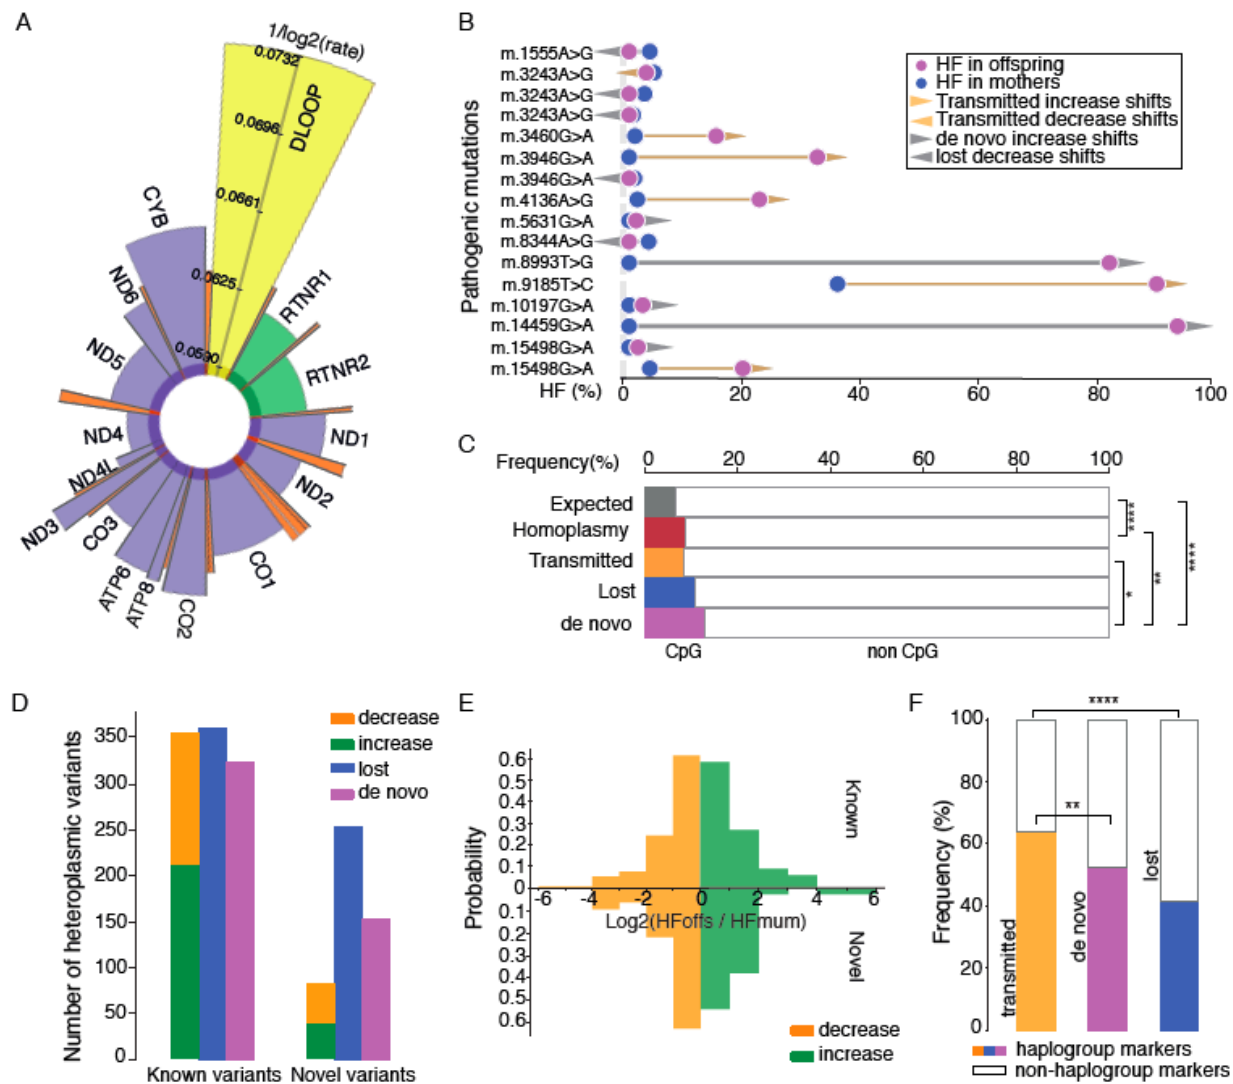 A
1/log2(rate)
0.0732
0.0696
0.0661
0.0625
0.0590
DLOOP
RTNR1
RTNR2
ND1
ND2
CO1
CO2
ATP8
ATP6
CO3
ND3
ND4L
ND4
ND5
ND6
CYB
B
Pathogenic mutations
m.1555A>G
m.3243A>G
m.3243A>G
m.3243A>G
m.3460G>A
m.3946G>A
m.3946G>A
m.4136A>G
m.5631G>A
m.8344A>G
m.8993T>G
m.9185T>C
m.10197G>A
m.14459G>A
m.15498G>A
m.15498G>A
HF (%) 0 20 40 60 80 100
HF in offspring
HF in mothers
Transmitted increase shifts
Transmitted decrease shifts
de novo increase shifts
lost decrease shifts
C
Frequency(%) 0 20 40 60 80 100
Expected
Homoplasmy
Transmitted
Lost
de novo
CpG non CpG
****
**
*
****
D
Number of heteroplasmic variants
350
300
250
200
150
100
50
0
Known variants Novel variants
decrease
increase
lost
de novo
E
Probability
0.6
0.5
0.4
0.3
0.2
0.1
0
0.1
0.2
0.3
0.4
0.5
0.6
-6 -4 -2 0 2 4 6
Log2(HFoffs / HFmum)
Known
Novel
decrease
increase
F
Frequency (%)
100
80
60
40
20
0
****
**
transmitted
de novo
lost
haplogroup markers
non-haplogroup markers